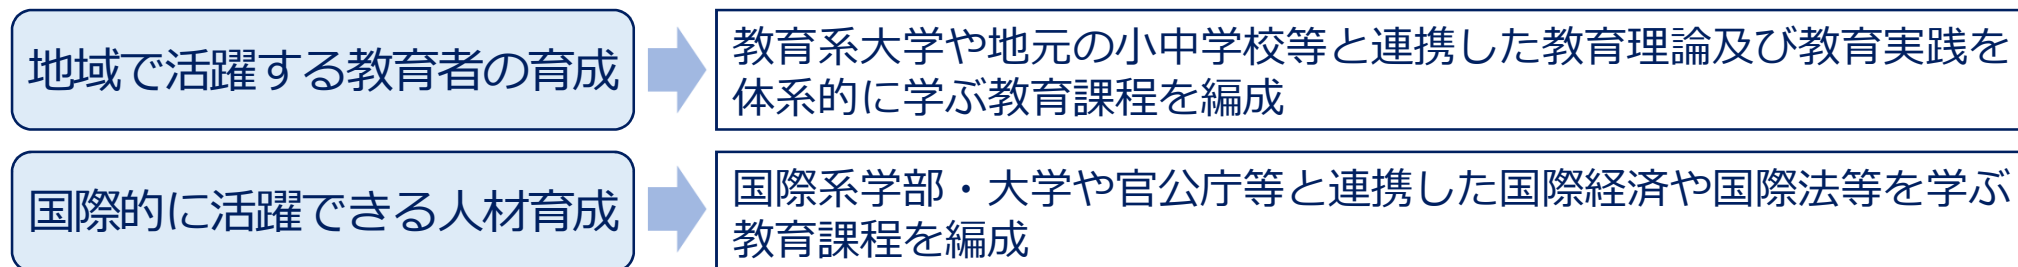 地域で活躍する教育者の育成
教育系大学や地元の小中学校等と連携した教育理論及び教育実践を
体系的に学ぶ教育課程を編成
国際的に活躍できる人材育成
国際系学部・大学や官公庁等と連携した国際経済や国際法等を学ぶ
教育課程を編成